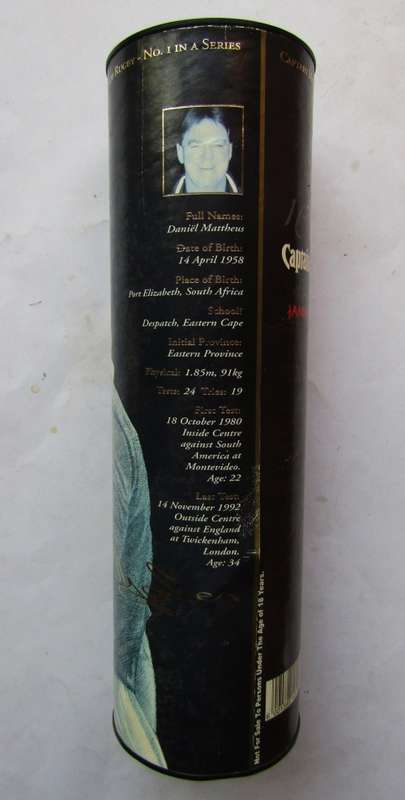 Rugby - No. 1 in a Series
Full Names:
Daniël Mattheus
Date of Birth:
14 April 1958
Place of Birth:
Port Elizabeth, South Africa
School:
Despatch, Eastern Cape
Initial Province:
Eastern Province
Physical: 1.85m, 91kg
Tests: 24 Tries: 19
First Test:
18 October 1980
Inside Centre
against South
America at
Montevideo.
Age: 22
Last Test:
14 November 1992
Outside Centre
against England
at Twickenham,
London.
Age: 34
Captai
Not For Sale To Persons Under The Age of 18 Years.